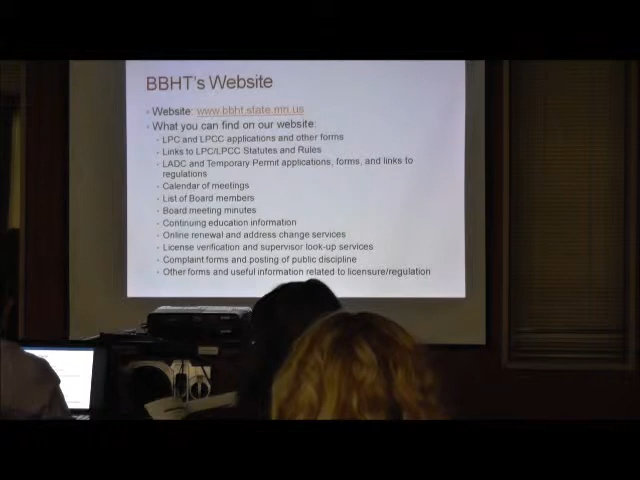 BBHT's Website
Website: www.bbht.state.mn.us
What you can find on our website:
LPC and LPCC applications and other forms
Links to LPC/LPCC Statutes and Rules
LADC and Temporary Permit applications, forms, and links to
regulations
Calendar of meetings
List of Board members
Board meeting minutes
Continuing education information
Online renewal and address change services
License verification and supervisor look-up services
Complaint forms and posting of public discipline
Other forms and useful information related to licensure/regulation